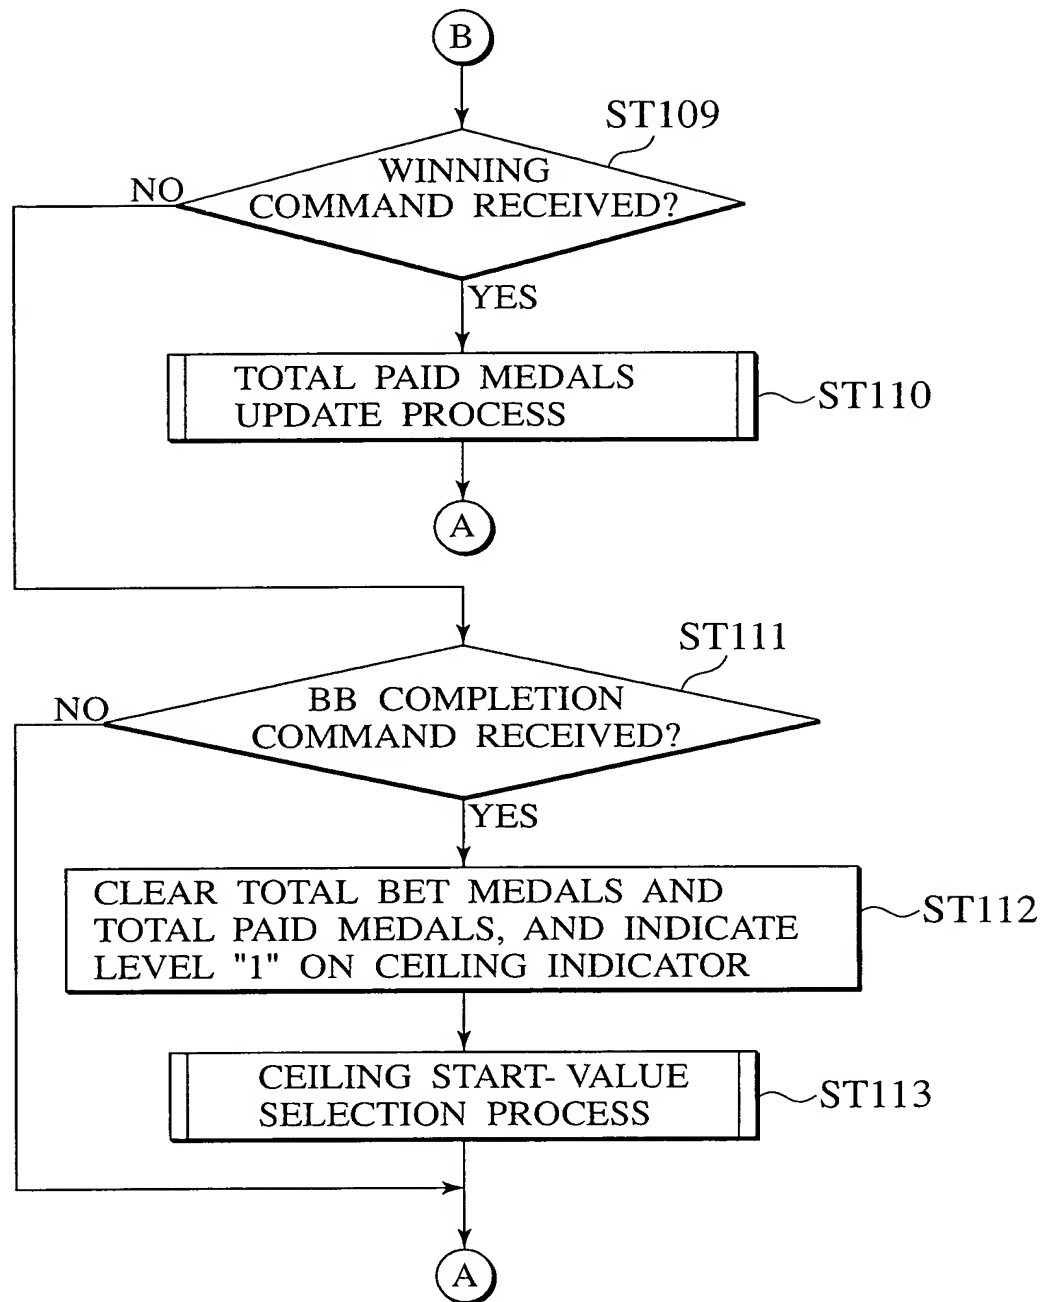 B
ST109
WINNING
COMMAND RECEIVED?
NO
YES
TOTAL PAID MEDALS
UPDATE PROCESS
ST110
A
ST111
BB COMPLETION
COMMAND RECEIVED?
NO
YES
CLEAR TOTAL BET MEDALS AND
TOTAL PAID MEDALS, AND INDICATE
LEVEL "1" ON CEILING INDICATOR
ST112
CEILING START-VALUE
SELECTION PROCESS
ST113
A